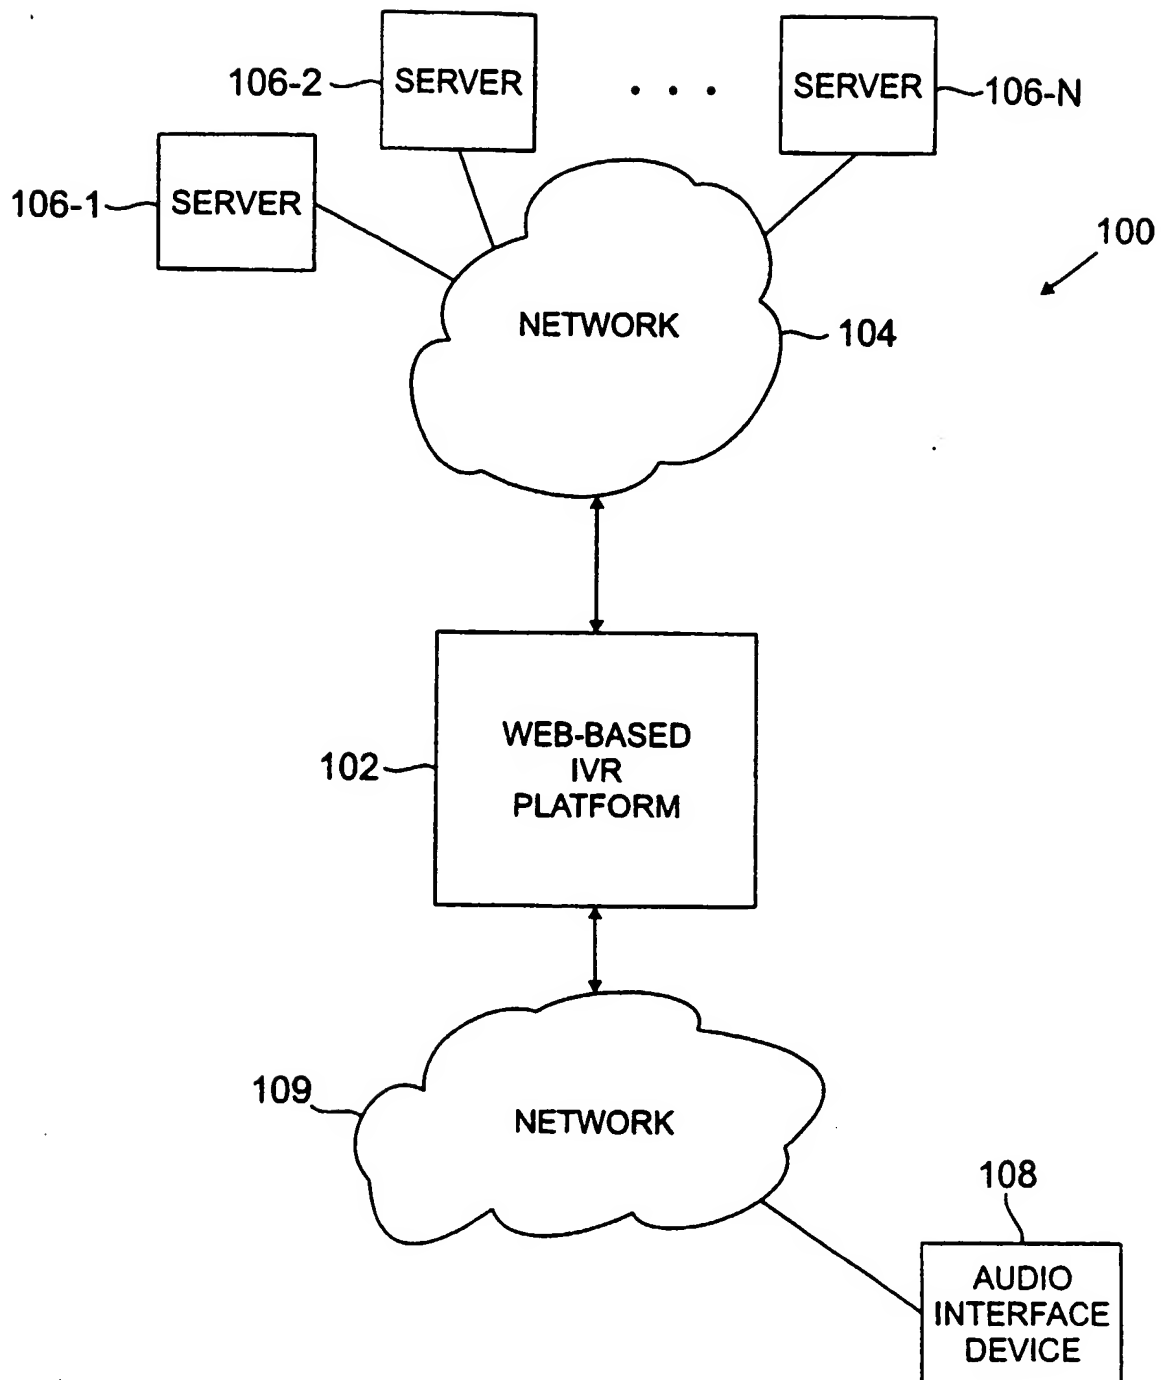 106-2
SERVER
. . .
SERVER
106-N
106-1
SERVER
100
NETWORK
104
102
WEB-BASED
IVR
PLATFORM
109
NETWORK
108
AUDIO
INTERFACE
DEVICE